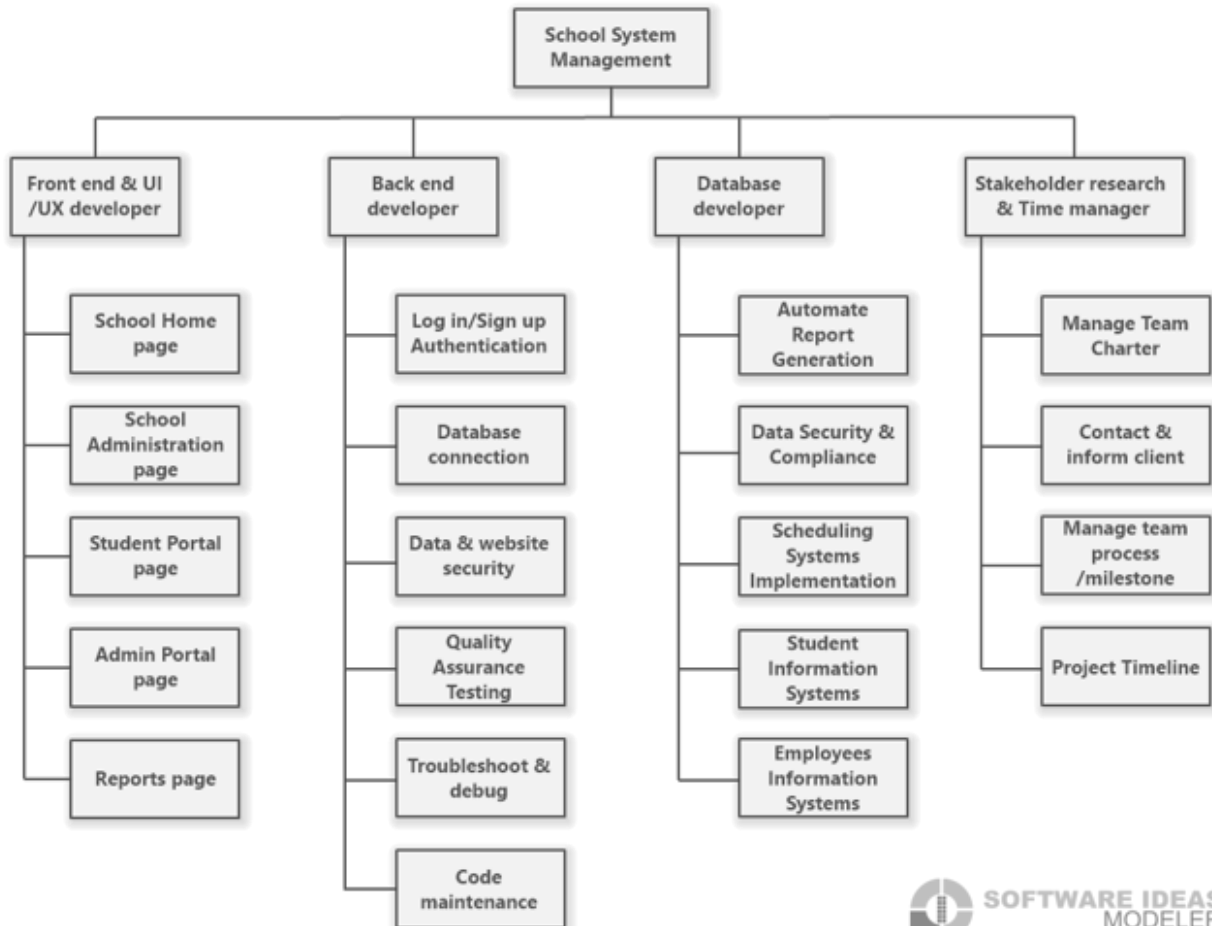 School System
Management
Front end & UI
/UX developer
Back end
developer
Database
developer
Stakeholder research
& Time manager
School Home
page
School
Administration
page
Student Portal
page
Admin Portal
page
Reports page
Log in/Sign up
Authentication
Database
connection
Data & website
security
Quality
Assurance
Testing
Troubleshoot &
debug
Code
maintenance
Automate
Report
Generation
Data Security &
Compliance
Scheduling
Systems
Implementation
Student
Information
Systems
Employees
Information
Systems
Manage Team
Charter
Contact &
inform client
Manage team
process
/milestone
Project Timeline
SOFTWARE IDEAS
MODELER